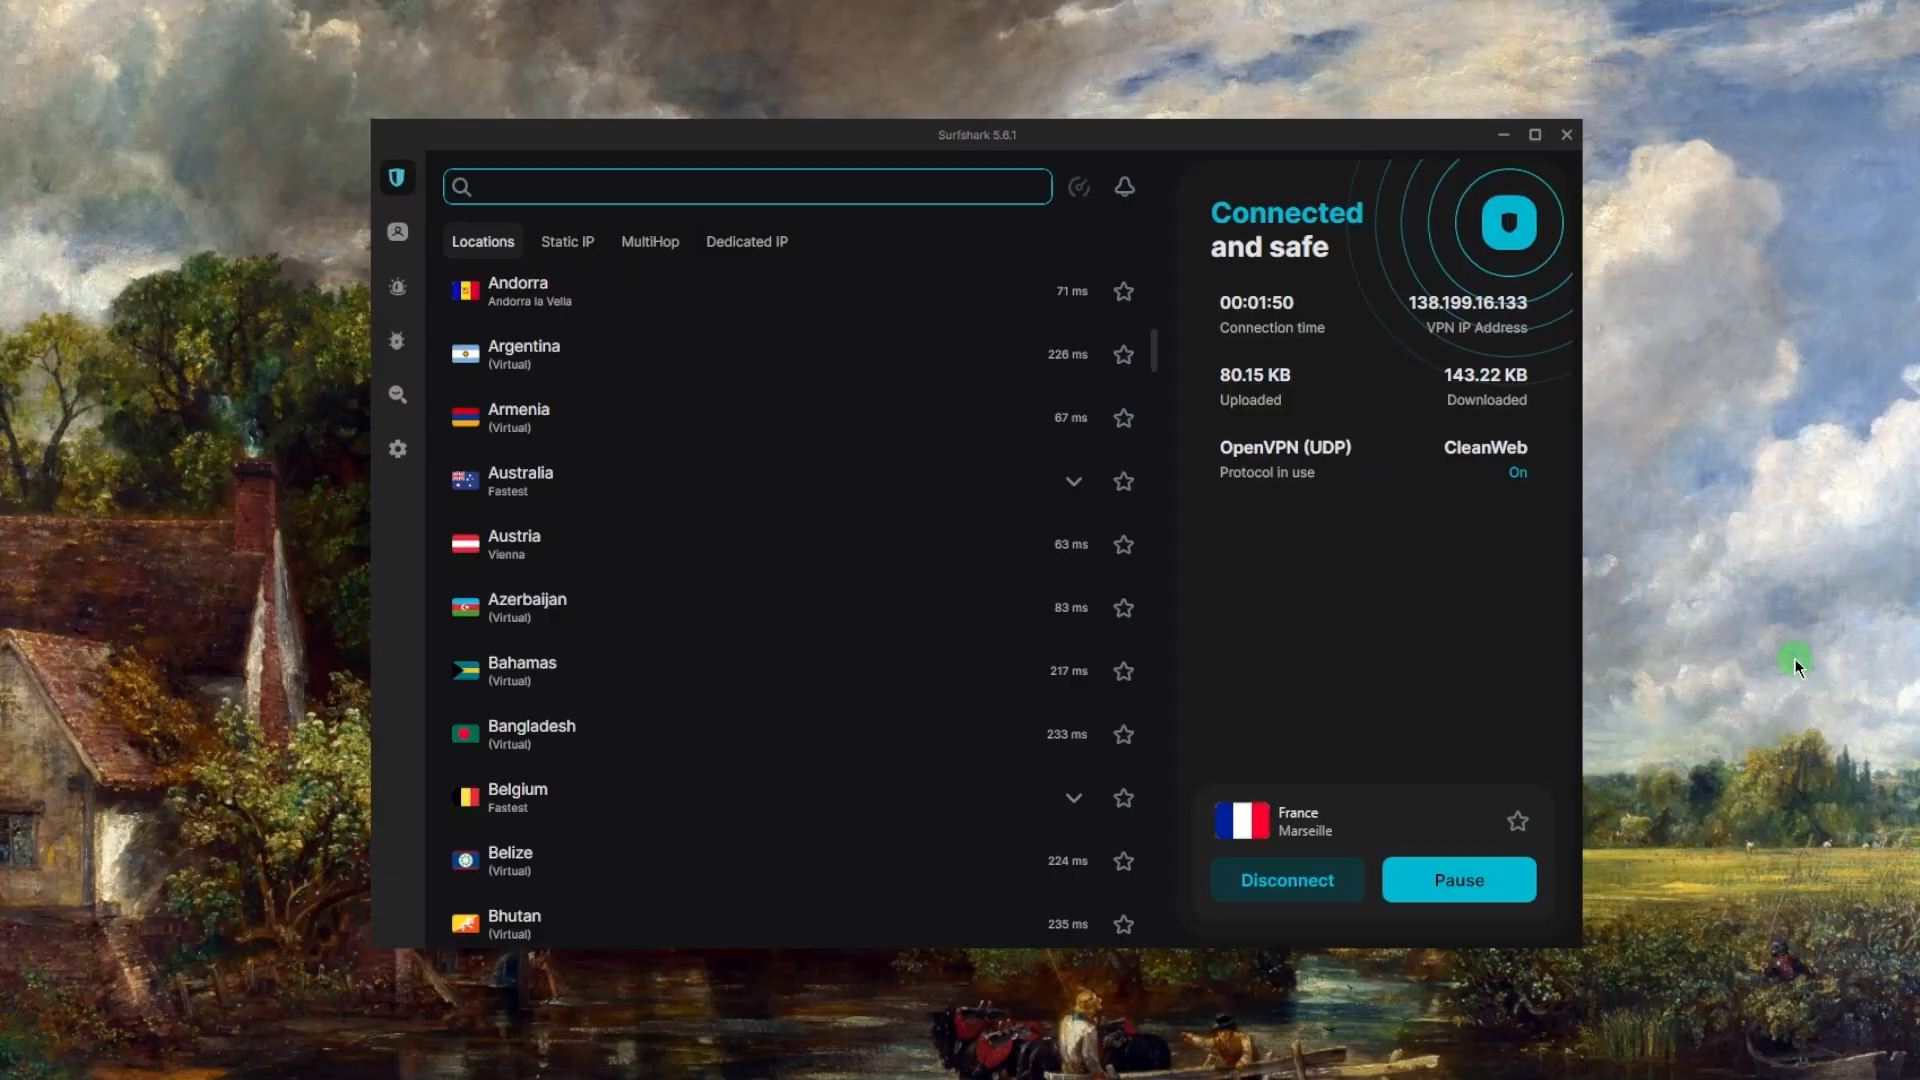 Surfshark 5.6.1
Locations
Static IP
MultiHop
Dedicated IP
Andorra
Andorra la Vella
71 ms
Argentina
(Virtual)
226 ms
Armenia
(Virtual)
67 ms
Australia
Fastest
Austria
Vienna
63 ms
Azerbaijan
(Virtual)
83 ms
Bahamas
(Virtual)
217 ms
Bangladesh
(Virtual)
233 ms
Belgium
Fastest
Belize
(Virtual)
224 ms
Bhutan
(Virtual)
235 ms
Connected
and safe
00:01:50
Connection time
138.199.16.133
VPN IP Address
80.15 KB
Uploaded
143.22 KB
Downloaded
OpenVPN (UDP)
Protocol in use
CleanWeb
On
France
Marseille
Disconnect
Pause